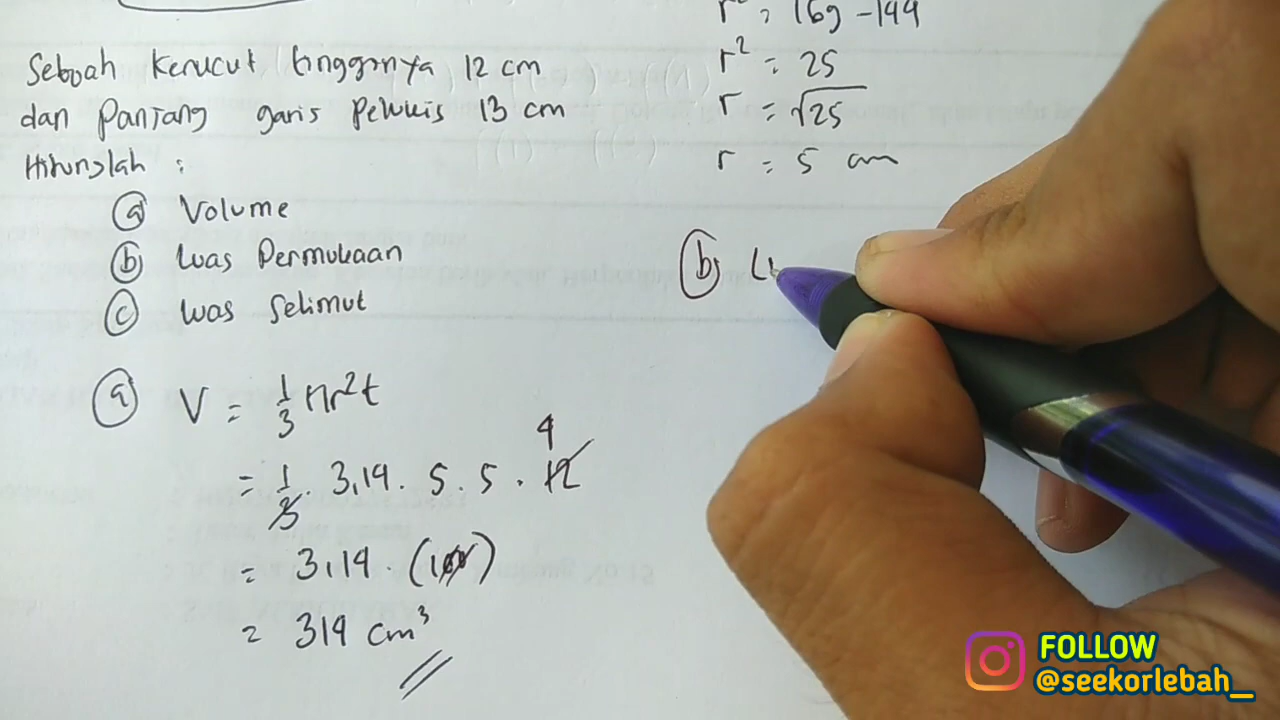 Sebuah Kerucut tingginya 12 cm
dan Panjang garis Pelukis 13 cm
Hitunglah :
a Volume
b Luas Permukaan
c Luas Selimut
a V = 1/3 πr²t
= 1/3 . 3,14 . 5 . 5 . 12 4
= 3,14 . (100)
= 314 cm³
r² = 169 - 144
r² = 25
r = √25
r = 5 cm
b L
FOLLOW
@seekorlebah_